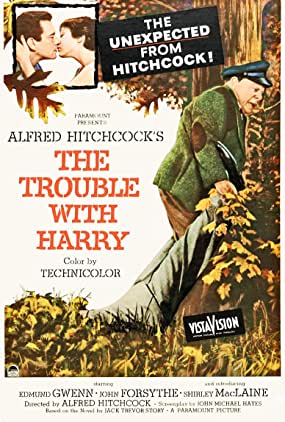 THE
UNEXPECTED
FROM
HITCHCOCK!
PARAMOUNT
PRESENTS
ALFRED HITCHCOCK'S
THE
TROUBLE
WITH
HARRY
Color by
TECHNICOLOR
VISTAVISION
starring
and introducing
EDMUND GWENN · JOHN FORSYTHE · SHIRLEY MacLAINE
Directed by ALFRED HITCHCOCK · Screenplay by JOHN MICHAEL HAYES
Based on the Novel by JACK TREVOR STORY · A PARAMOUNT PICTURE